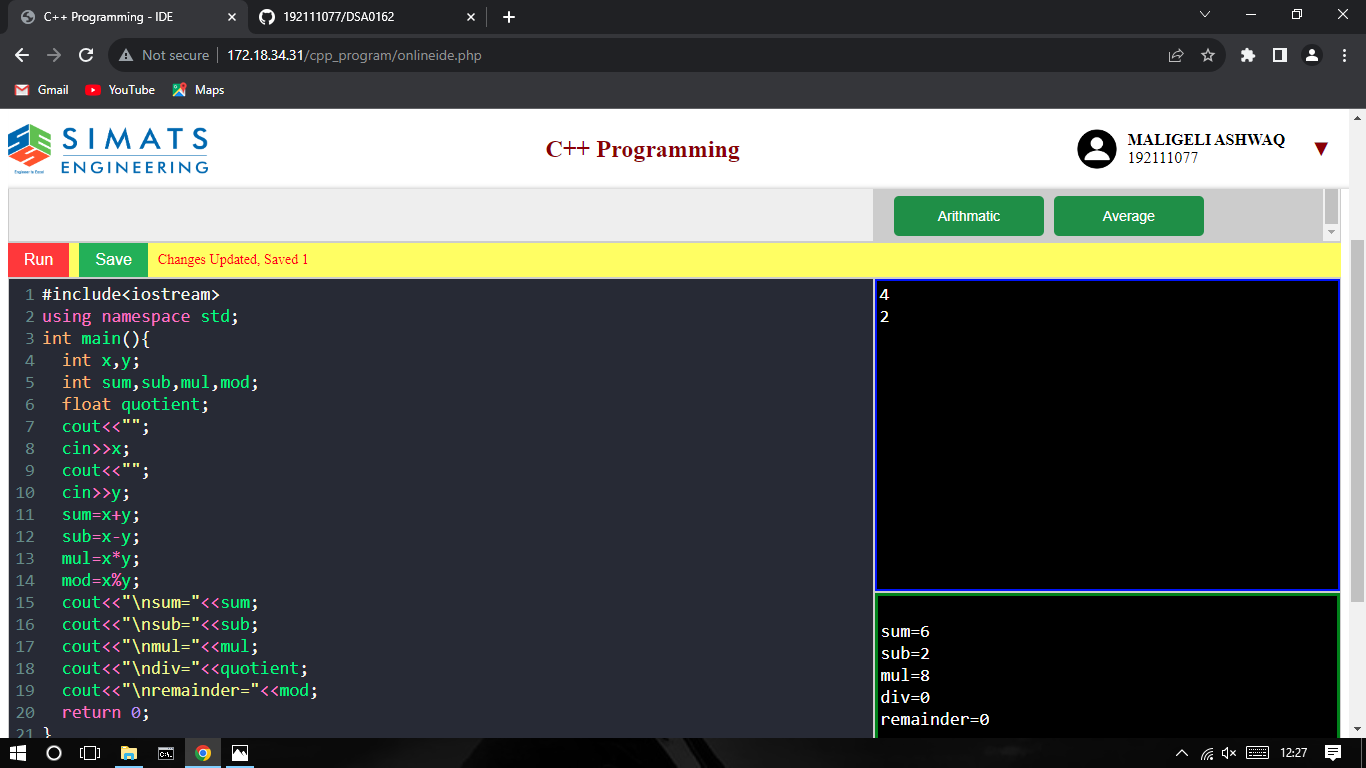 C++ Programming - IDE
192111077/DSA0162
Not secure
172.18.34.31/cpp_program/onlineide.php
Gmail
YouTube
Maps
SIMATS
ENGINEERING
Engineer to Excel
C++ Programming
MALIGELI ASHWAQ
192111077
Arithmatic
Average
Run
Save
Changes Updated, Saved 1
1 #include<iostream>
2 using namespace std;
3 int main(){
4 int x,y;
5 int sum,sub,mul,mod;
6 float quotient;
7 cout<<"";
8 cin>>x;
9 cout<<"";
10 cin>>y;
11 sum=x+y;
12 sub=x-y;
13 mul=x*y;
14 mod=x%y;
15 cout<<"\nsum="<<sum;
16 cout<<"\nsub="<<sub;
17 cout<<"\nmul="<<mul;
18 cout<<"\ndiv="<<quotient;
19 cout<<"\nremainder="<<mod;
20 return 0;
21 }
4
2
sum=6
sub=2
mul=8
div=0
remainder=0
12:27